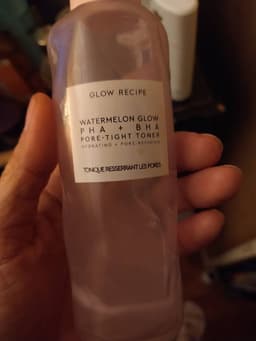 GLOW RECIPE
WATERMELON GLOW
PHA + BHA
PORE-TIGHT TONER
HYDRATING + PORE-REFINING
TONIQUE RESSERRANT LES PORES